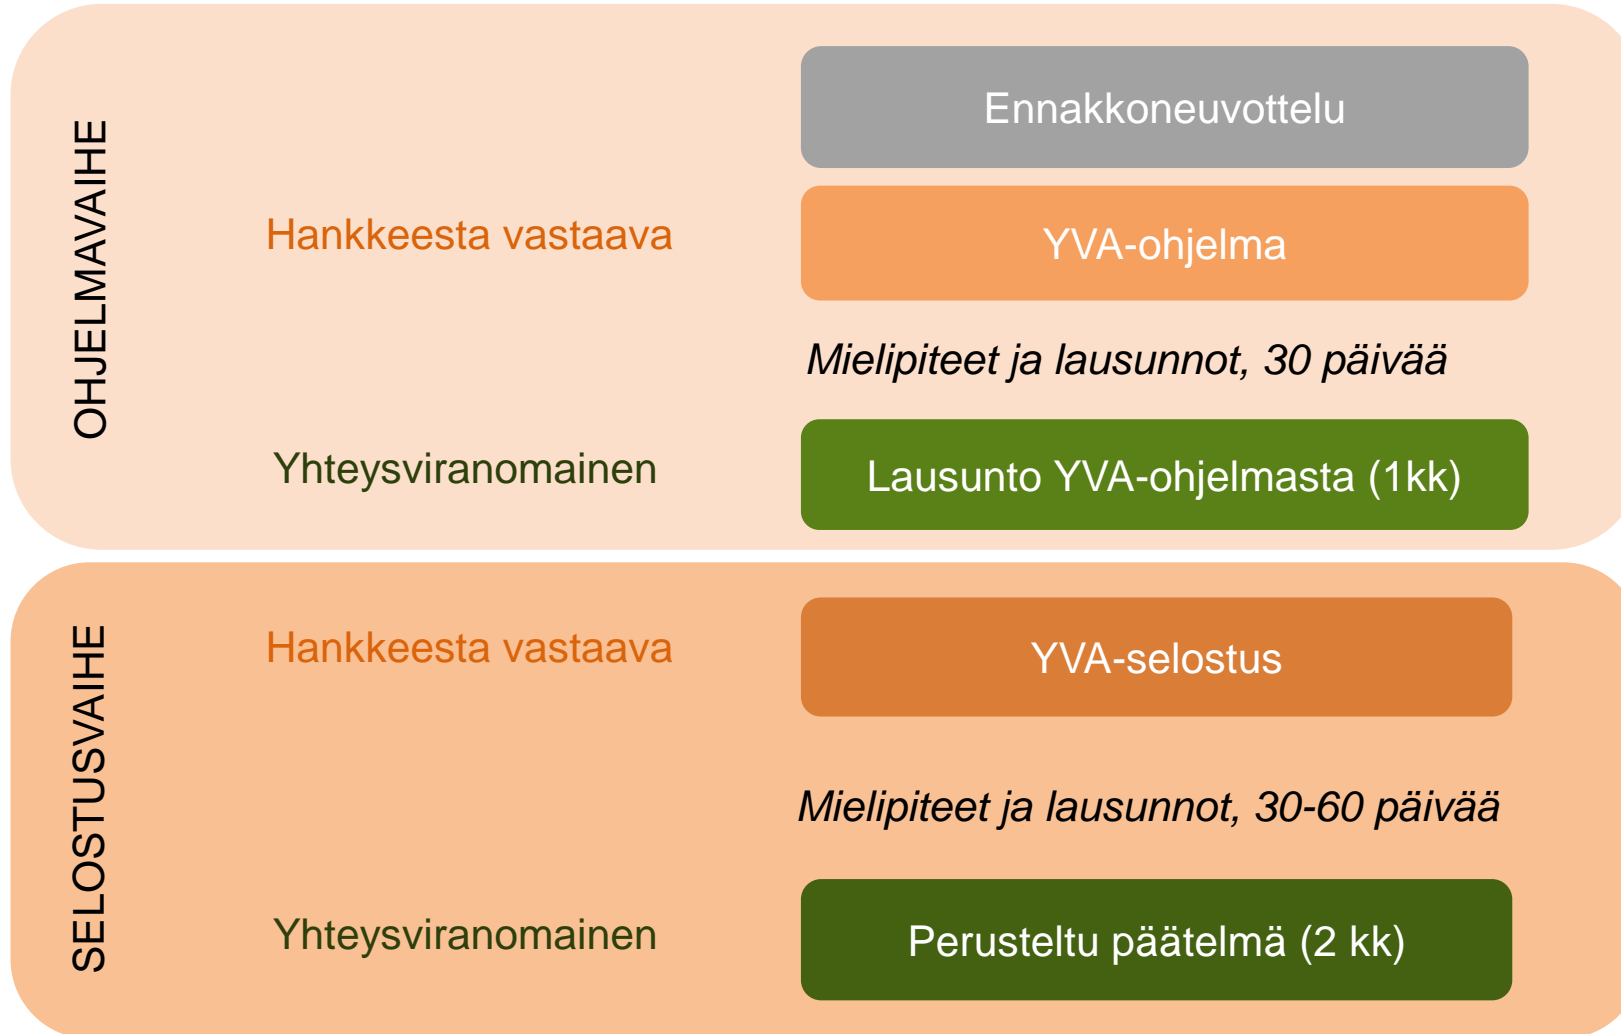 OHJELMAVAIHE
Ennakkoneuvottelu
Hankkeesta vastaava
YVA-ohjelma
Mielipiteet ja lausunnot, 30 päivää
Yhteysviranomainen
Lausunto YVA-ohjelmasta (1kk)
SELOSTUSVAIHE
Hankkeesta vastaava
YVA-selostus
Mielipiteet ja lausunnot, 30-60 päivää
Yhteysviranomainen
Perusteltu päätelmä (2 kk)